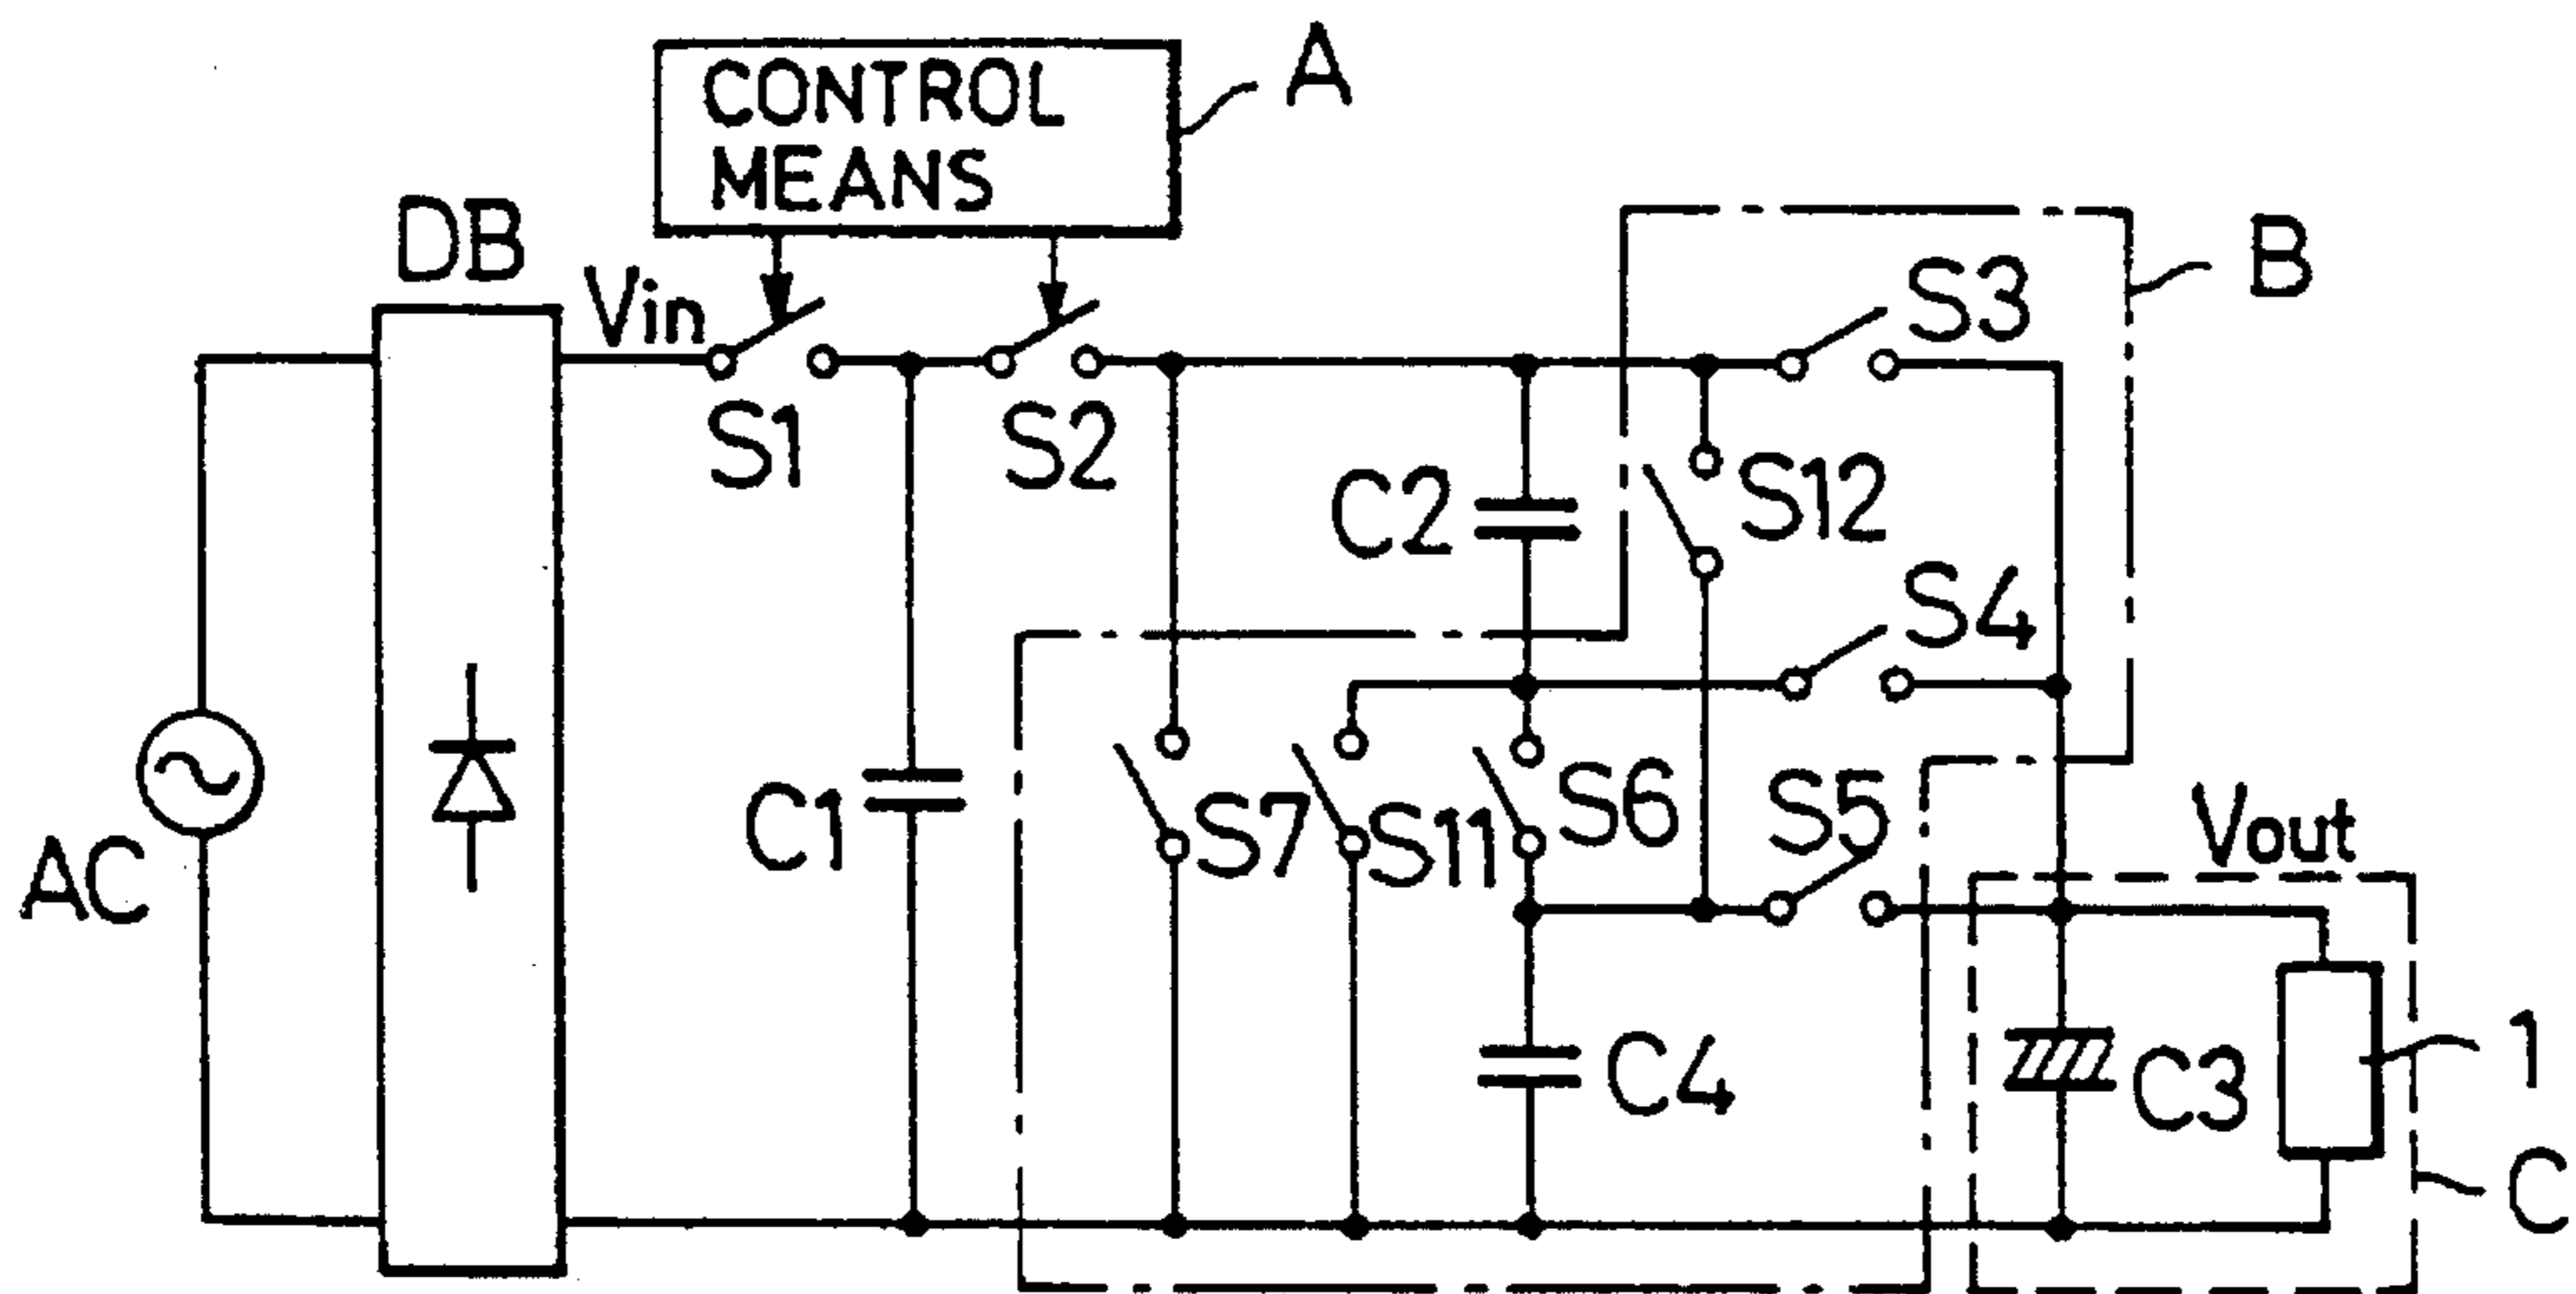 CONTROL
MEANS
A
DB
Vin
B
S3
S1
S2
C2
S12
S4
AC
C1
S7
S11
S6
S5
Vout
C4
C3
1
C